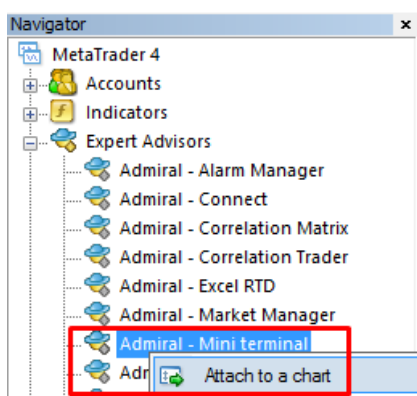 Navigator
MetaTrader 4
Accounts
Indicators
Expert Advisors
Admiral - Alarm Manager
Admiral - Connect
Admiral - Correlation Matrix
Admiral - Correlation Trader
Admiral - Excel RTD
Admiral - Market Manager
Admiral - Mini terminal
Adr Attach to a chart